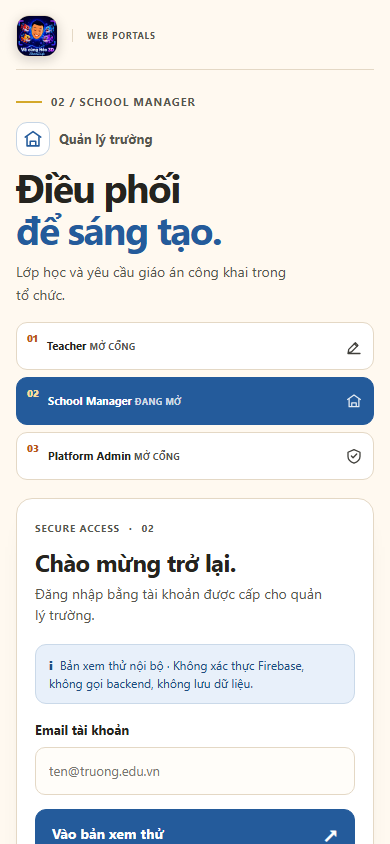 WEB PORTALS
02 / SCHOOL MANAGER
Quản lý trường
Điều phối
để sáng tạo.
Lớp học và yêu cầu giáo án công khai trong
tổ chức.
01 Teacher MỞ CỔNG
02 School Manager ĐANG MỞ
03 Platform Admin MỞ CỔNG
SECURE ACCESS · 02
Chào mừng trở lại.
Đăng nhập bằng tài khoản được cấp cho quản
lý trường.
i Bản xem thử nội bộ · Không xác thực Firebase,
không gọi backend, không lưu dữ liệu.
Email tài khoản
ten@truong.edu.vn
Vào bản xem thử ↗